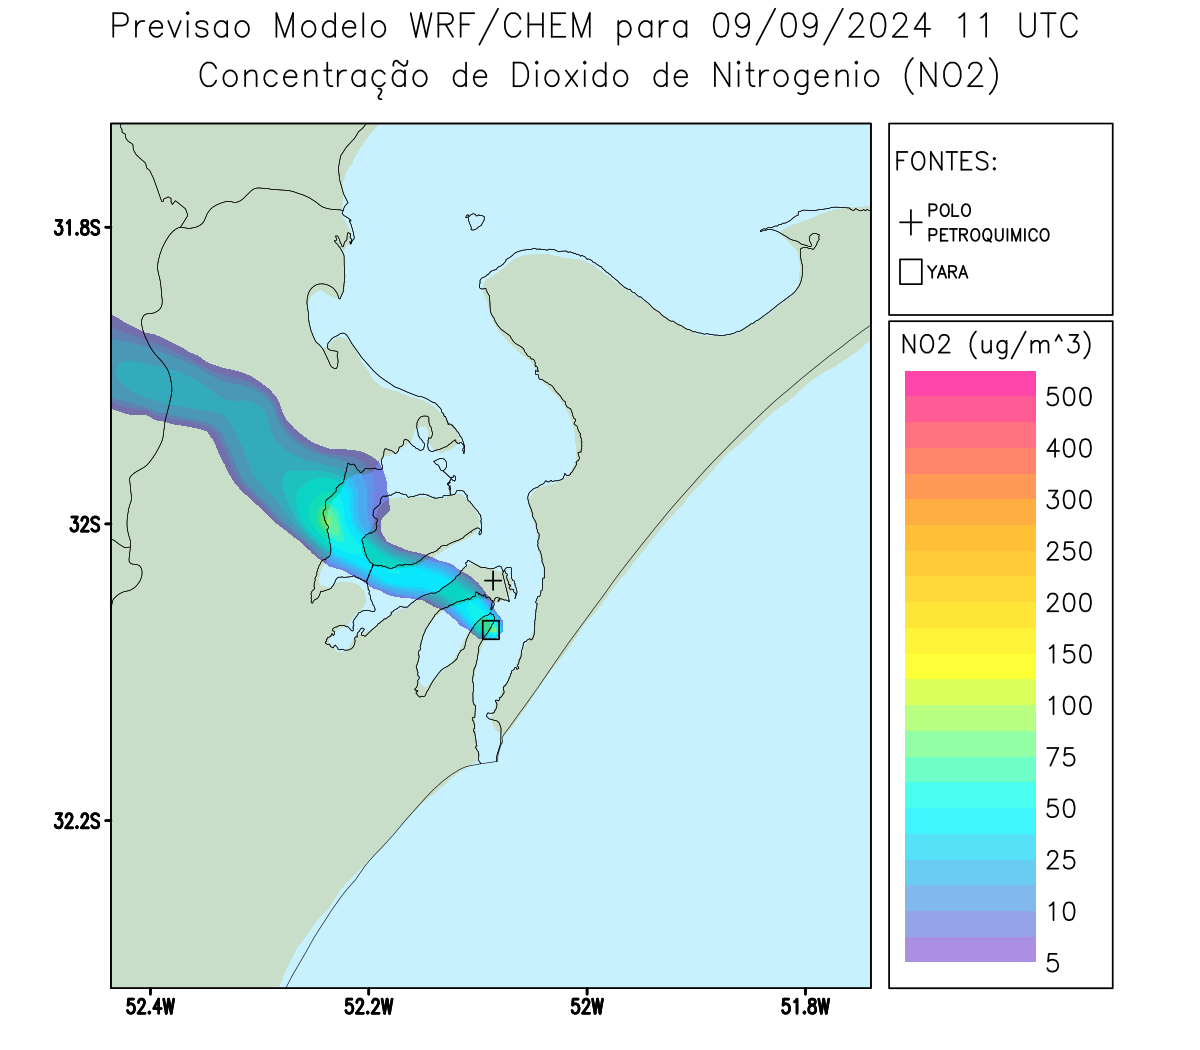 Previsao Modelo WRF/CHEM para 09/09/2024 11 UTC
Concentração de Dioxido de Nitrogenio (NO2)
FONTES:
POLO
PETROQUIMICO
YARA
NO2 (ug/m^3)
500
400
300
250
200
150
100
75
50
25
10
5
31.8S
32S
32.2S
52.4W
52.2W
52W
51.8W